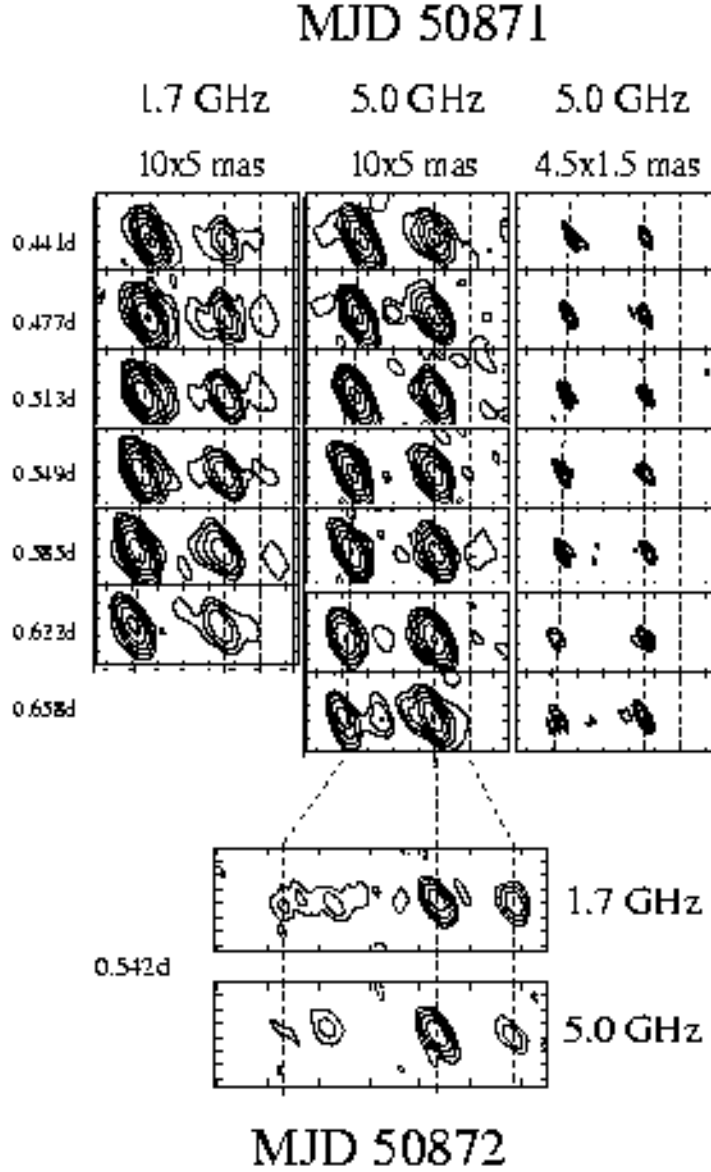 MJD 50871
1.7 GHz 5.0 GHz 5.0 GHz
10x5 mas 10x5 mas 4.5x1.5 mas
0.441d
0.477d
0.513d
0.549d
0.585d
0.622d
0.658d
1.7 GHz
0.542d
5.0 GHz
MJD 50872